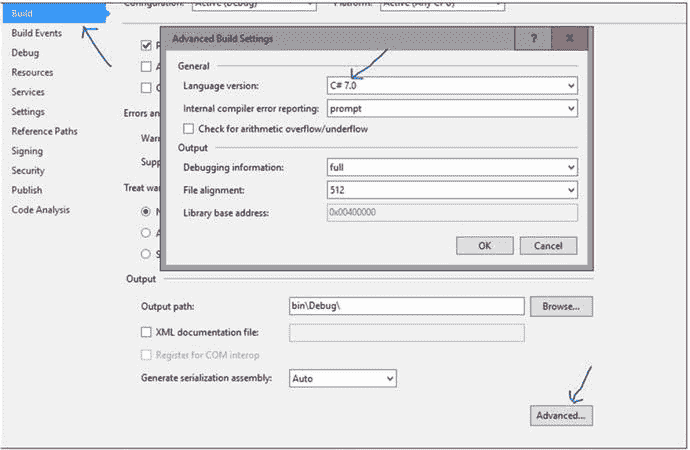 Build
Configuration: Active (Debug) Platform: Active (Any CPU)
Build Events
Debug
Resources
Services
Settings
Reference Paths
Signing
Security
Publish
Code Analysis
Errors an
Warn
Supp
Treat wa
Advanced Build Settings ? x
General
Language version: C# 7.0
Internal compiler error reporting: prompt
Check for arithmetic overflow/underflow
Output
Debugging information: full
File alignment: 512
Library base address: 0x00400000
OK Cancel
Output
Output path: bin\Debug\ Browse...
XML documentation file:
Register for COM interop
Generate serialization assembly: Auto
Advanced...